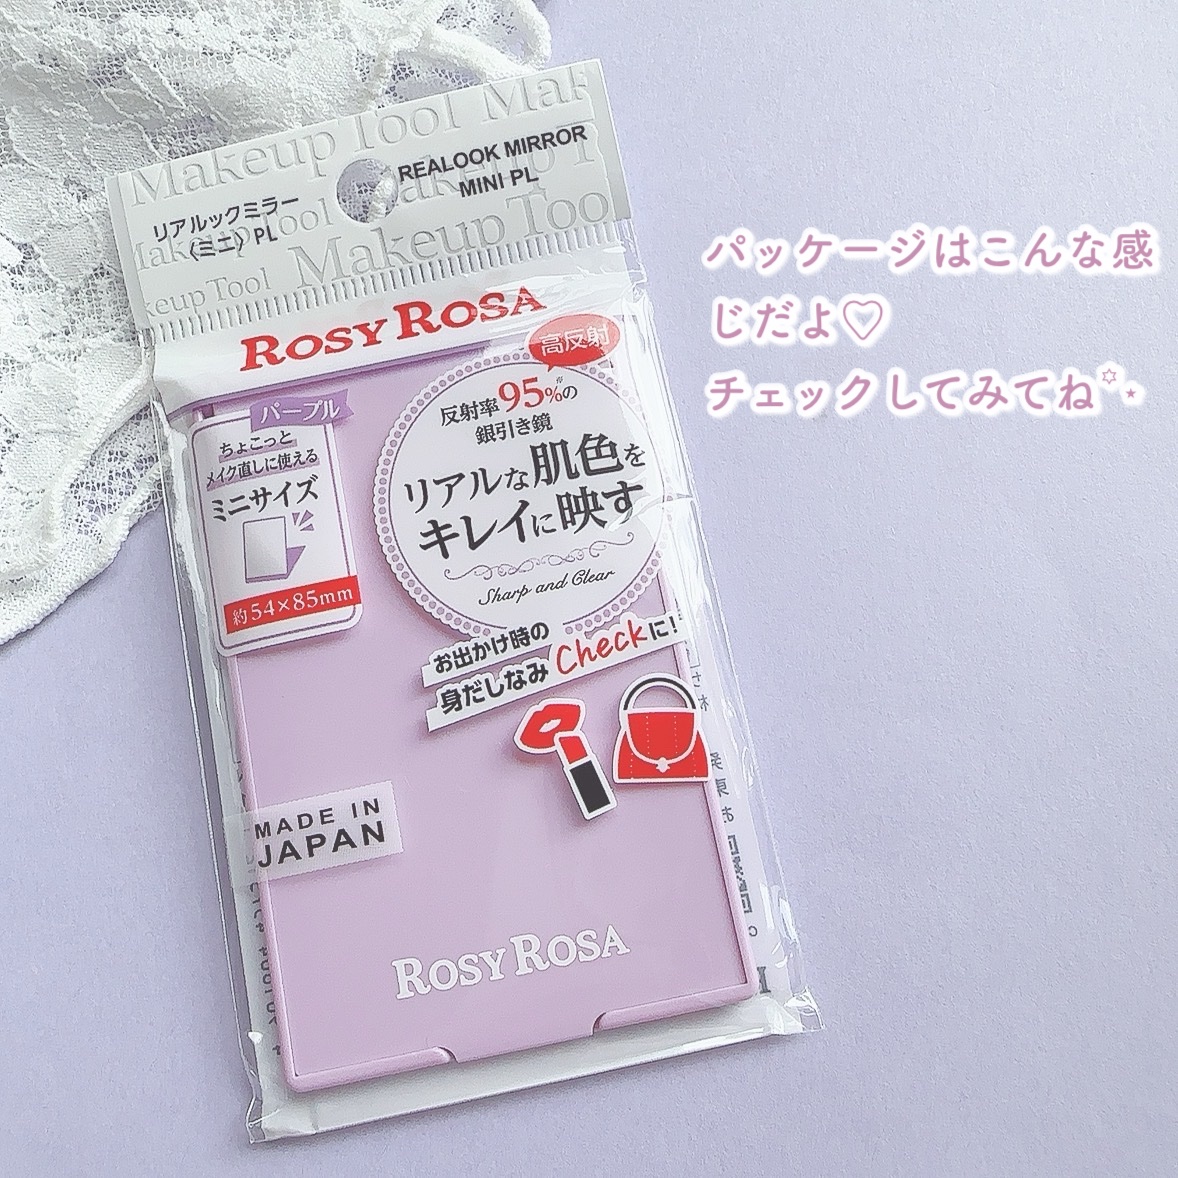 Makeup Tool Mak
REALOOK MIRROR
MINI PL
リアルックミラー
〈ミニ〉PL
Makeup Too
eup Tool
ROSY ROSA
高反射
反射率95%※の
銀引き鏡
リアルな肌色を
キレイに映す
Sharp and Clear
パープル
ちょこっと
メイク直しに使える
ミニサイズ
約54×85mm
お出かけ時の
身だしなみCheckに!
MADE IN
JAPAN
ROSY ROSA
パッケージはこんな感
じだよ♡
チェックしてみてね